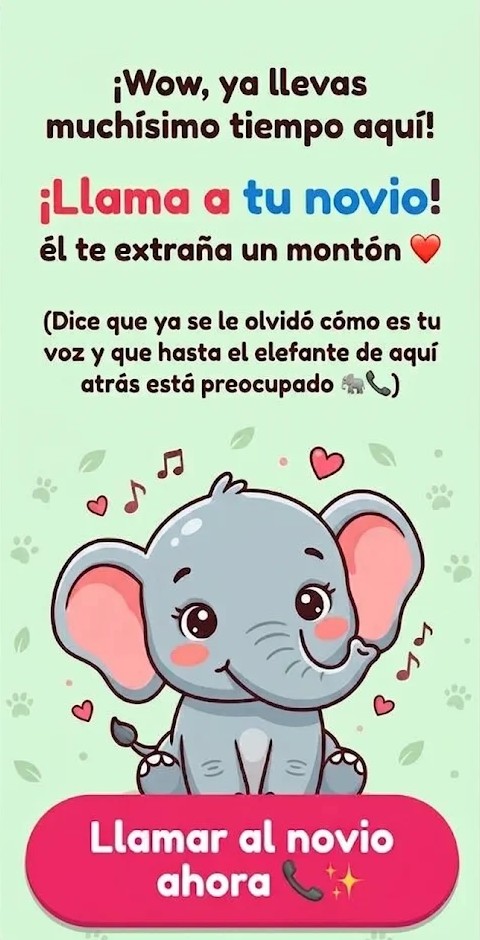 ¡Wow, ya llevas
muchísimo tiempo aquí!
¡Llama a tu novio!
él te extraña un montón ❤️
(Dice que ya se le olvidó cómo es tu
voz y que hasta el elefante de aquí
atrás está preocupado 🐘📞)
Llamar al novio
ahora 📞✨